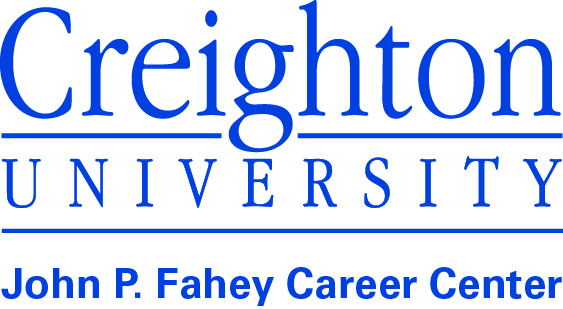 Creighton
UNIVERSITY
John P. Fahey Career Center